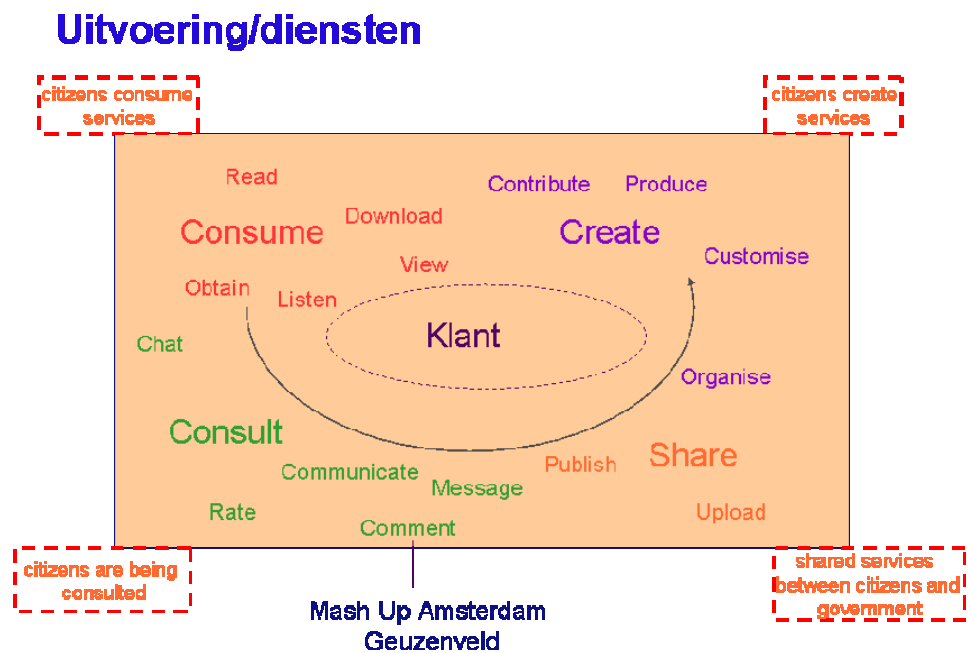 Uitvoering/diensten
citizens consume
services
citizens create
services
Read
Contribute
Produce
Download
Consume
Create
View
Customise
Obtain
Listen
Klant
Chat
Organise
Consult
Share
Communicate
Publish
Message
Rate
Upload
Comment
citizens are being
consulted
shared services
between citizens and
government
Mash Up Amsterdam
Geuzenveld